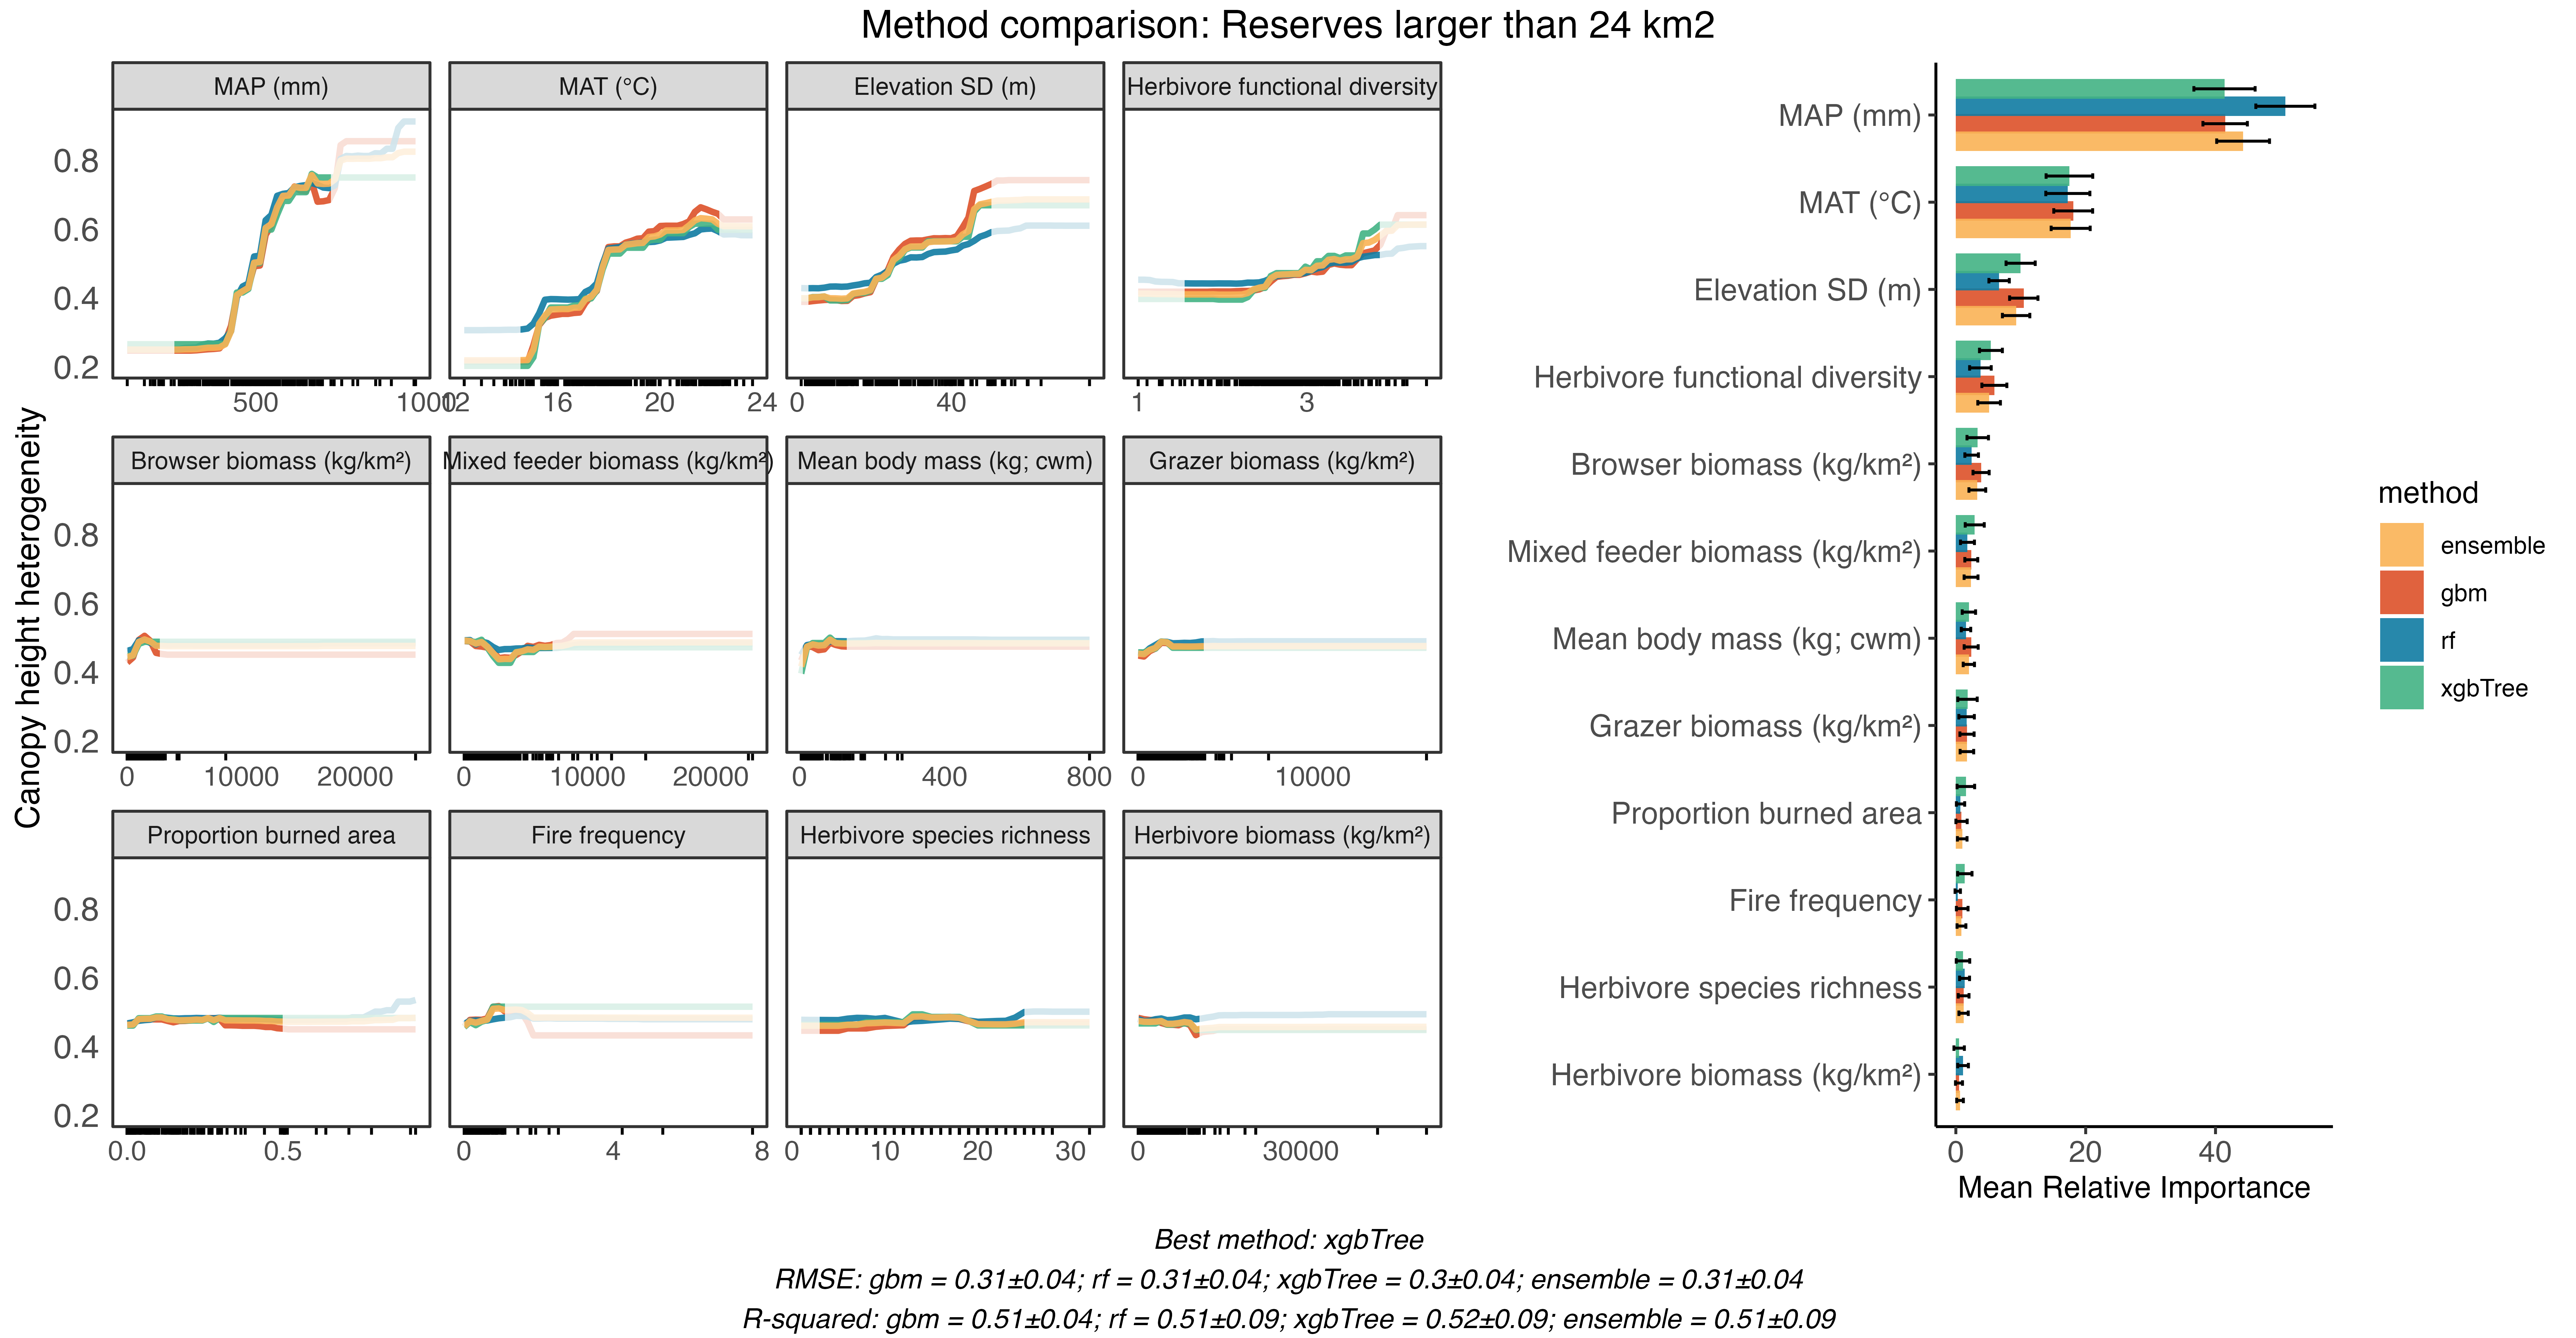 Method comparison: Reserves larger than 24 km2
MAP (mm)
MAT (°C)
Elevation SD (m)
Herbivore functional diversity
0.8
0.6
0.4
0.2
500
1000
12
16
20
24
0
40
1
3
Canopy height heterogeneity
Browser biomass (kg/km²)
Mixed feeder biomass (kg/km²)
Mean body mass (kg; cwm)
Grazer biomass (kg/km²)
0.8
0.6
0.4
0.2
0
10000
20000
0
10000
20000
0
400
800
0
10000
Proportion burned area
Fire frequency
Herbivore species richness
Herbivore biomass (kg/km²)
0.8
0.6
0.4
0.2
0.0
0.5
0
4
8
0
10
20
30
0
30000
MAP (mm)
MAT (°C)
Elevation SD (m)
Herbivore functional diversity
Browser biomass (kg/km²)
Mixed feeder biomass (kg/km²)
Mean body mass (kg; cwm)
Grazer biomass (kg/km²)
Proportion burned area
Fire frequency
Herbivore species richness
Herbivore biomass (kg/km²)
0
20
40
Mean Relative Importance
method
ensemble
gbm
rf
xgbTree
Best method: xgbTree
RMSE: gbm = 0.31±0.04; rf = 0.31±0.04; xgbTree = 0.3±0.04; ensemble = 0.31±0.04
R-squared: gbm = 0.51±0.04; rf = 0.51±0.09; xgbTree = 0.52±0.09; ensemble = 0.51±0.09